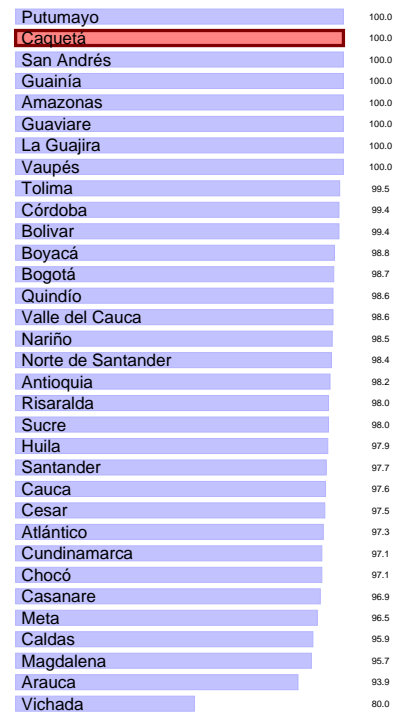 Putumayo 100.0
Caquetá 100.0
San Andrés 100.0
Guainía 100.0
Amazonas 100.0
Guaviare 100.0
La Guajira 100.0
Vaupés 100.0
Tolima 99.5
Córdoba 99.4
Bolivar 99.4
Boyacá 98.8
Bogotá 98.7
Quindío 98.6
Valle del Cauca 98.6
Nariño 98.5
Norte de Santander 98.4
Antioquia 98.2
Risaralda 98.0
Sucre 98.0
Huila 97.9
Santander 97.7
Cauca 97.6
Cesar 97.5
Atlántico 97.3
Cundinamarca 97.1
Chocó 97.1
Casanare 96.9
Meta 96.5
Caldas 95.9
Magdalena 95.7
Arauca 93.9
Vichada 80.0